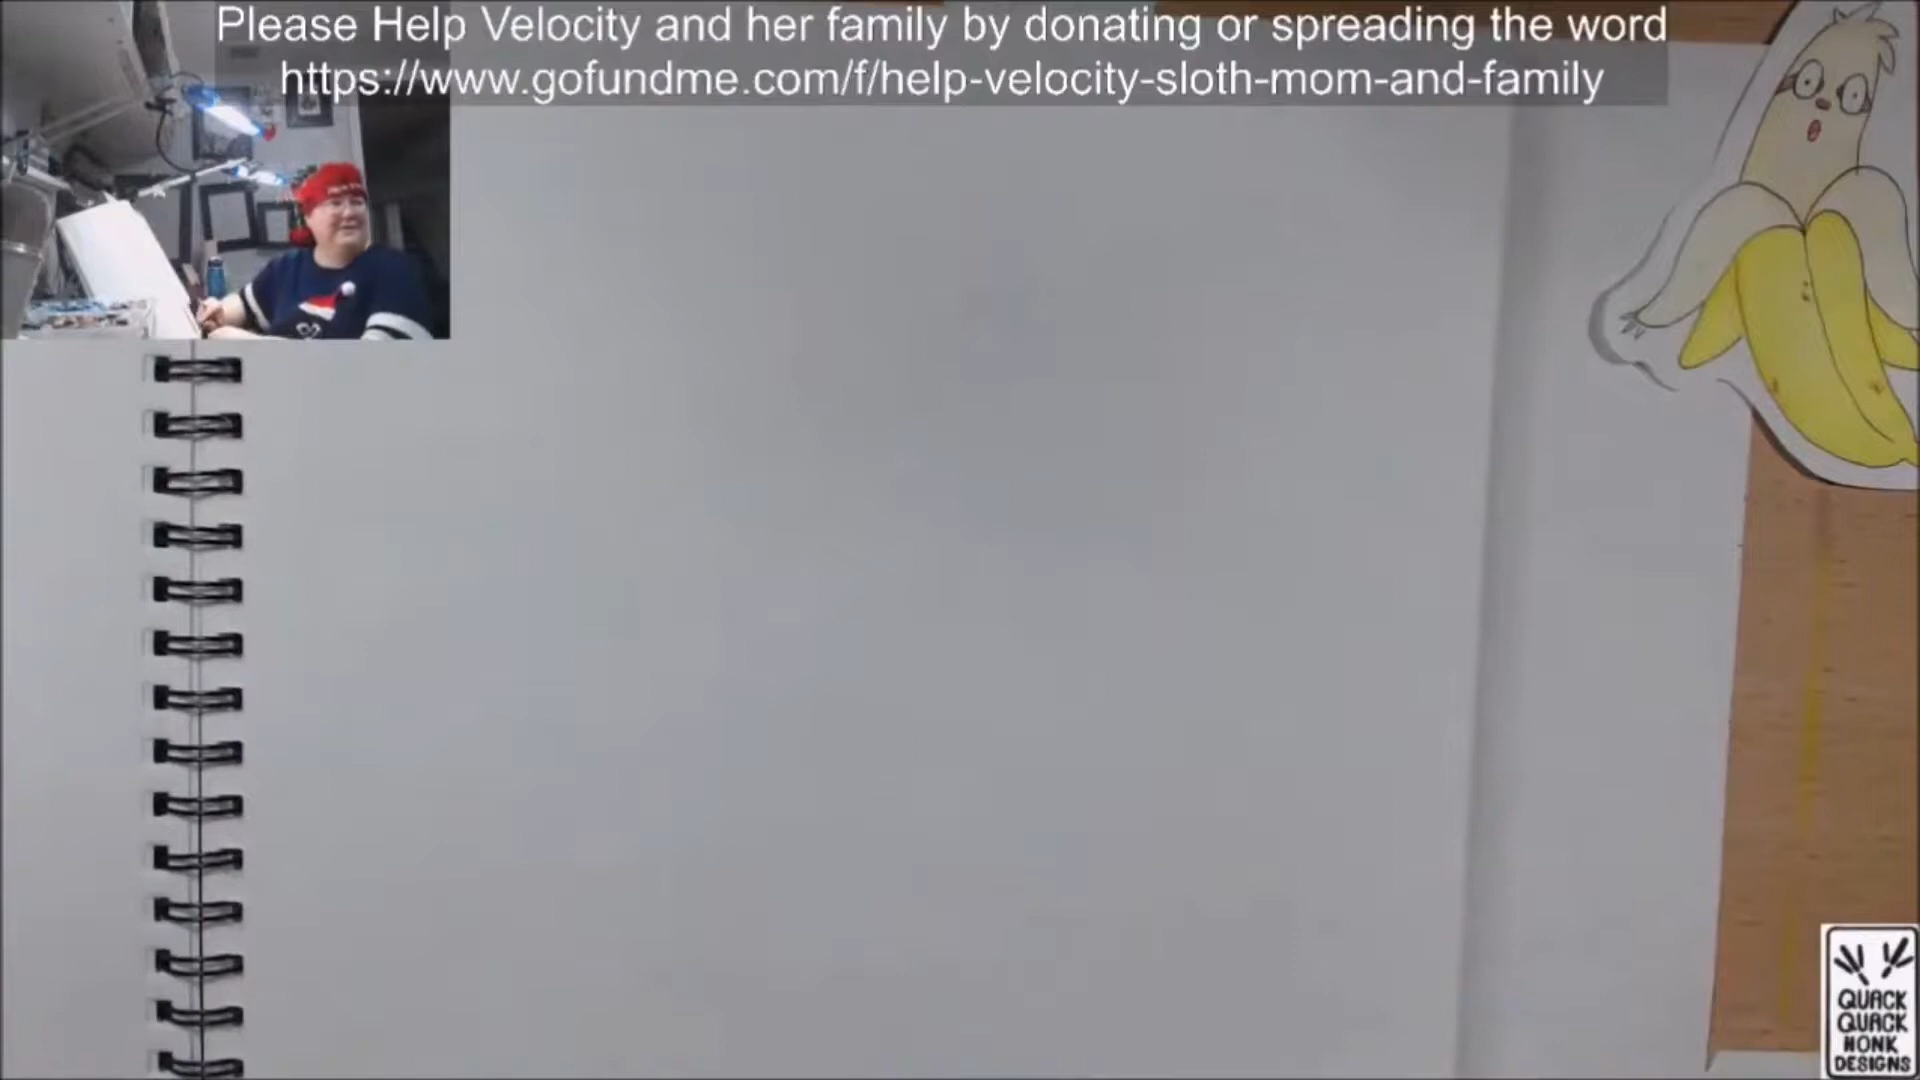 Please Help Velocity and her family by donating or spreading the word
https://www.gofundme.com/f/help-velocity-sloth-mom-and-family
QUACK
QUACK
HONK
DESIGNS